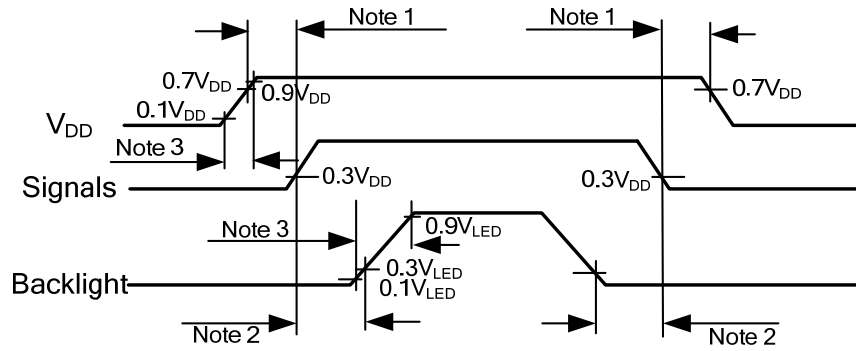 Note 1
Note 1
0.7VDD
0.9VDD
0.7VDD
0.1VDD
VDD
Note 3
0.3VDD
0.3VDD
Signals
Note 3
0.9VLED
0.3VLED
0.1VLED
Backlight
Note 2
Note 2